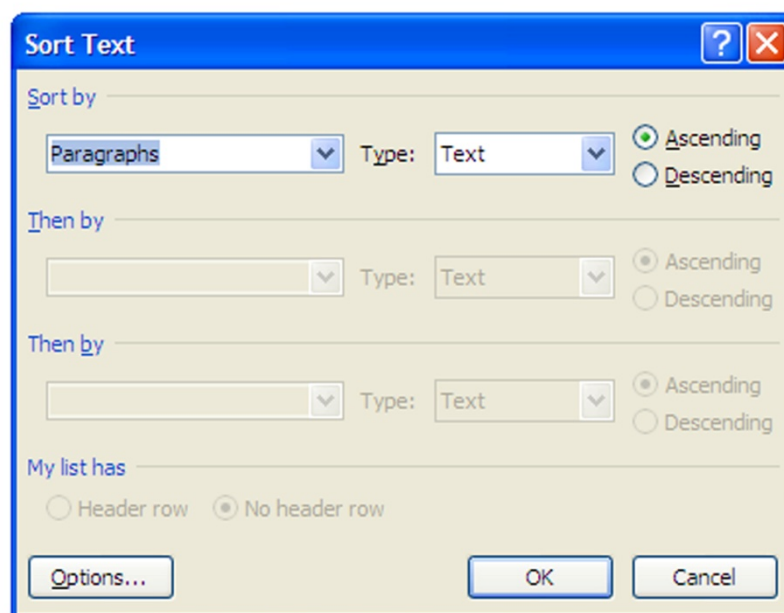 Sort Text
Sort by
Paragraphs Type: Text Ascending
Descending
Then by
Type: Text Ascending
Descending
Then by
Type: Text Ascending
Descending
My list has
Header row No header row
Options... OK Cancel